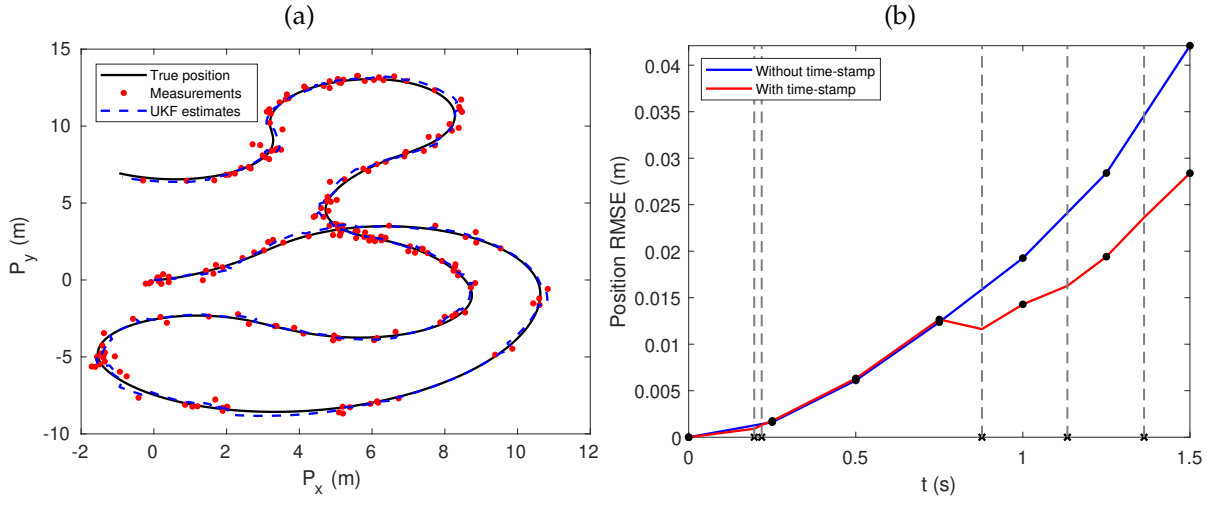 (a)
True position
Measurements
UKF estimates
15
10
5
0
-5
-10
-2 0 2 4 6 8 10 12
P_x (m)
P_y (m)
(b)
Without time-stamp
With time-stamp
0.04
0.035
0.03
0.025
0.02
0.015
0.01
0.005
0
0 0.5 1 1.5
t (s)
Position RMSE (m)